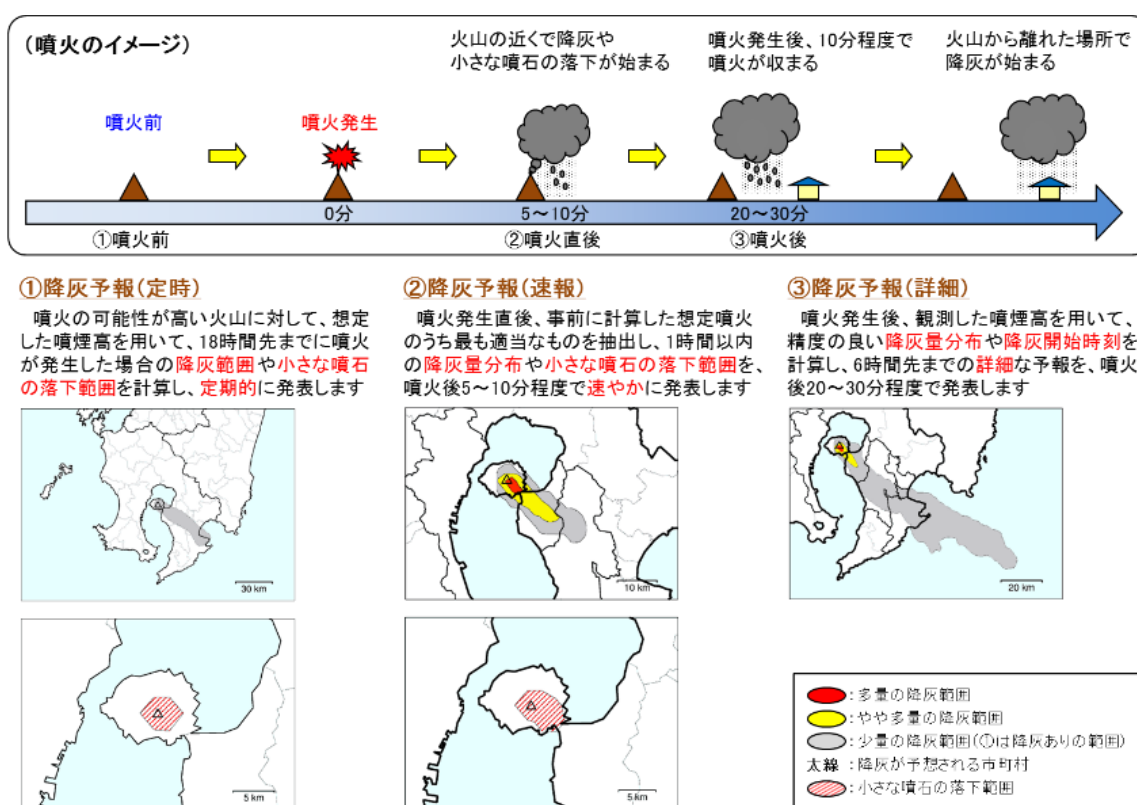 （噴火のイメージ）
火山の近くで降灰や
小さな噴石の落下が始まる
噴火発生後、10分程度で
噴火が収まる
火山から離れた場所で
降灰が始まる
噴火前
噴火発生
0分
5～10分
20～30分
①噴火前
②噴火直後
③噴火後
①降灰予報（定時）
噴火の可能性が高い火山に対して、想定
した噴煙高を用いて、18時間先までに噴火
が発生した場合の降灰範囲や小さな噴石
の落下範囲を計算し、定期的に発表します
30 km
5 km
②降灰予報（速報）
噴火発生直後、事前に計算した想定噴火
のうち最も適当なものを抽出し、1時間以内
の降灰量分布や小さな噴石の落下範囲を、
噴火後5～10分程度で速やかに発表します
10 km
5 km
③降灰予報（詳細）
噴火発生後、観測した噴煙高を用いて、
精度の良い降灰量分布や降灰開始時刻を
計算し、6時間先までの詳細な予報を、噴火
後20～30分程度で発表します
20 km
：多量の降灰範囲
：やや多量の降灰範囲
：少量の降灰範囲（①は降灰ありの範囲）
太線：降灰が予想される市町村
：小さな噴石の落下範囲